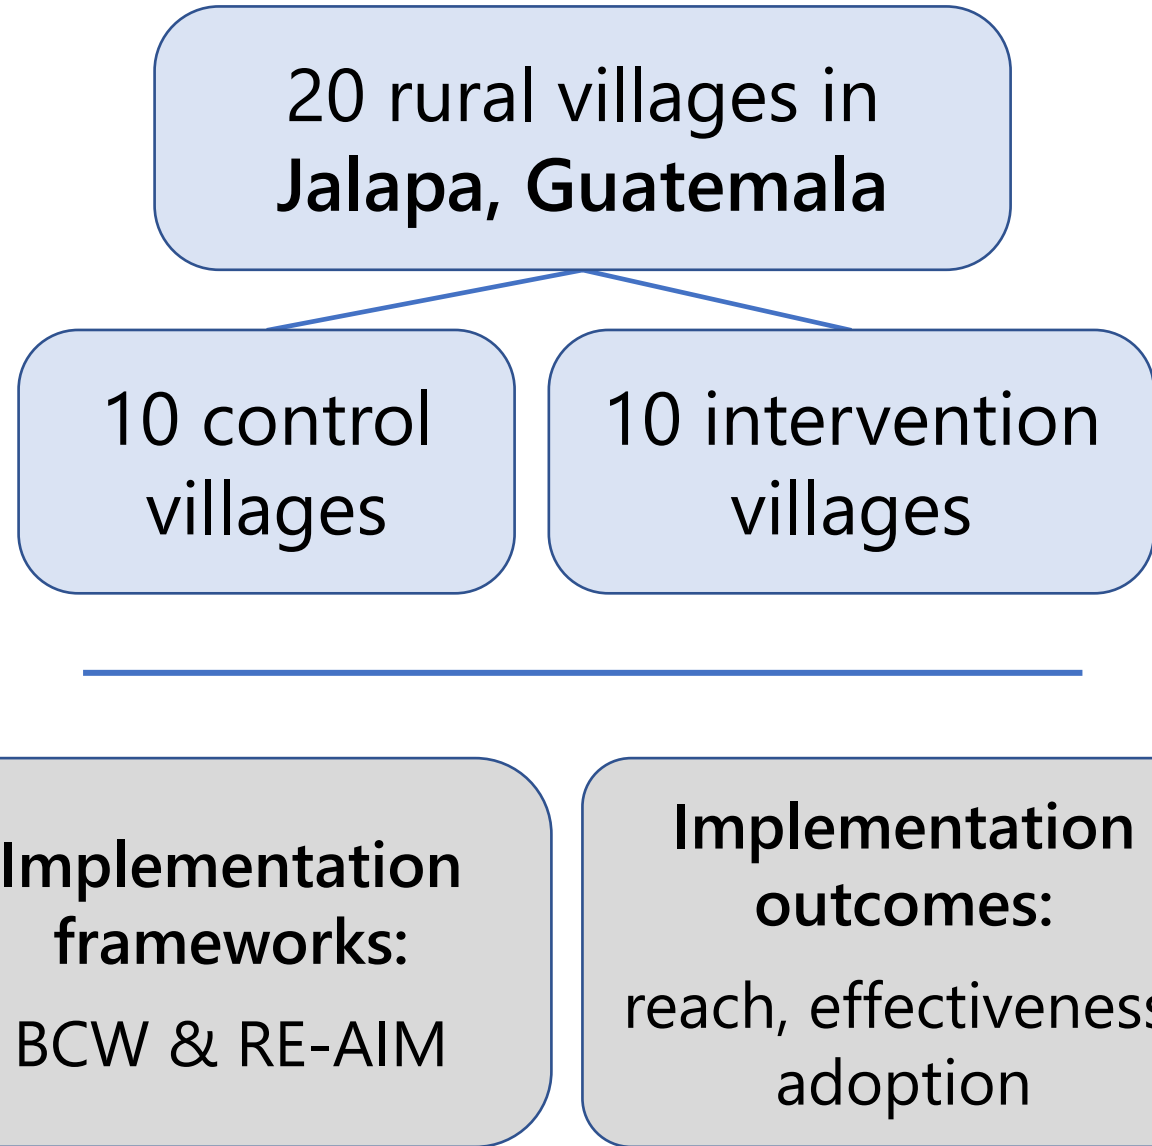 20 rural villages in
Jalapa, Guatemala
10 control
villages
10 intervention
villages
Implementation
frameworks:
BCW & RE-AIM
Implementation
outcomes:
reach, effectiveness
adoption